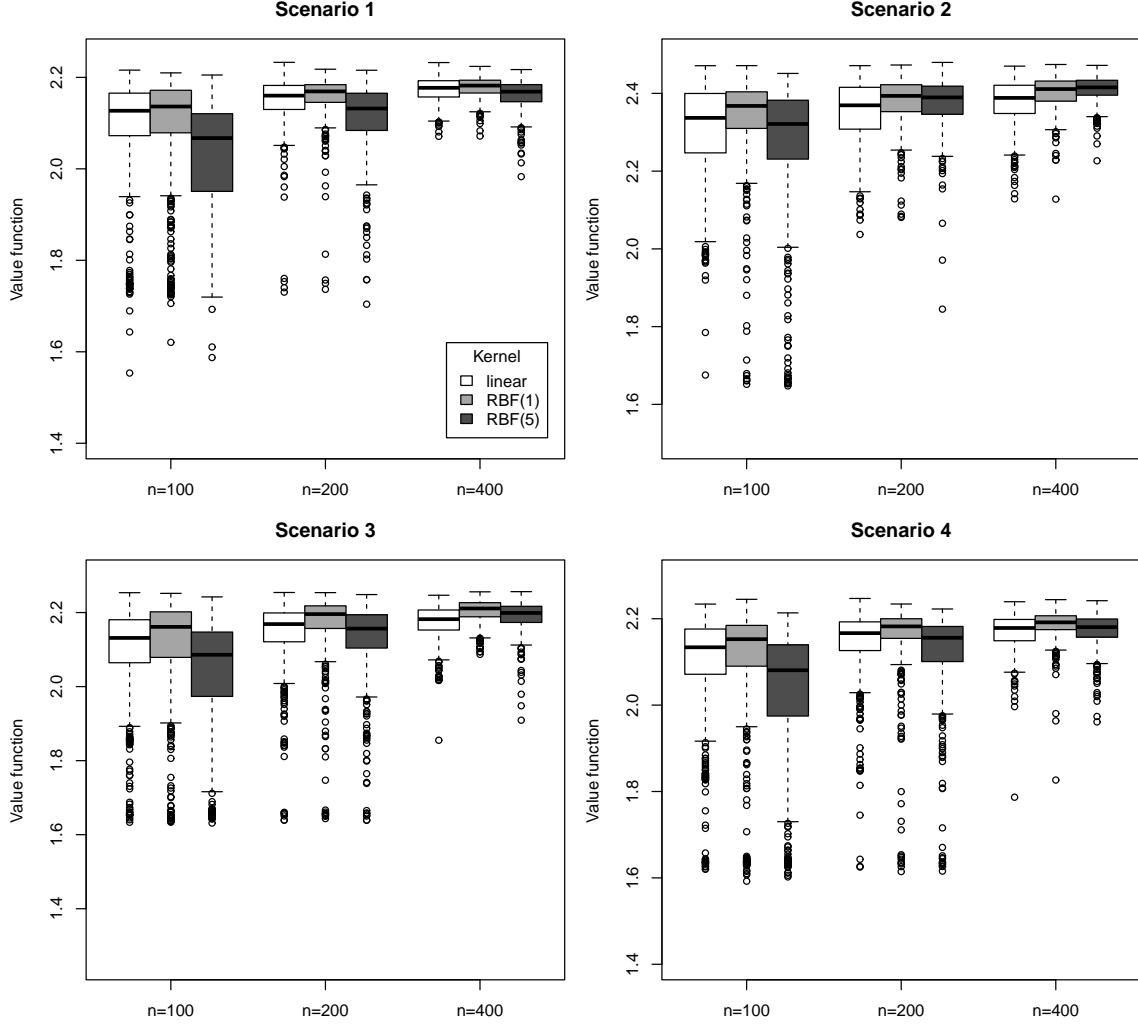 Scenario 1
Value function
2.2
2.0
1.8
1.6
1.4
n=100
n=200
n=400
Kernel
linear
RBF(1)
RBF(5)
Scenario 2
Value function
2.4
2.2
2.0
1.8
1.6
n=100
n=200
n=400
Scenario 3
Value function
2.2
2.0
1.8
1.6
1.4
n=100
n=200
n=400
Scenario 4
Value function
2.2
2.0
1.8
1.6
1.4
n=100
n=200
n=400